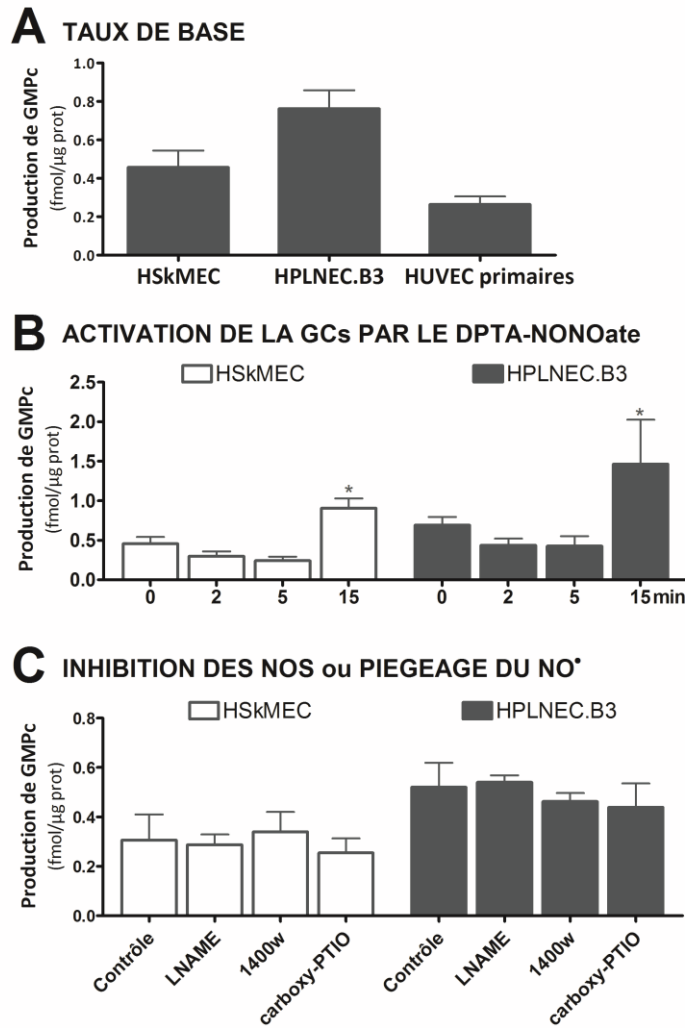 A TAUX DE BASE
Production de GMPc
(fmol/µg prot)
1.0
0.8
0.6
0.4
0.2
0.0
HSkMEC HPLNEC.B3 HUVEC primaires
B ACTIVATION DE LA GCs PAR LE DPTA-NONOate
HSkMEC HPLNEC.B3
Production de GMPc
(fmol/µg prot)
2.5
2.0
1.5
1.0
0.5
0.0
* *
0 2 5 15 0 2 5 15 min
C INHIBITION DES NOS ou PIEGEAGE DU NO•
HSkMEC HPLNEC.B3
Production de GMPc
(fmol/µg prot)
0.8
0.6
0.4
0.2
0.0
Contrôle LNAME 1400w carboxy-PTIO Contrôle LNAME 1400w carboxy-PTIO